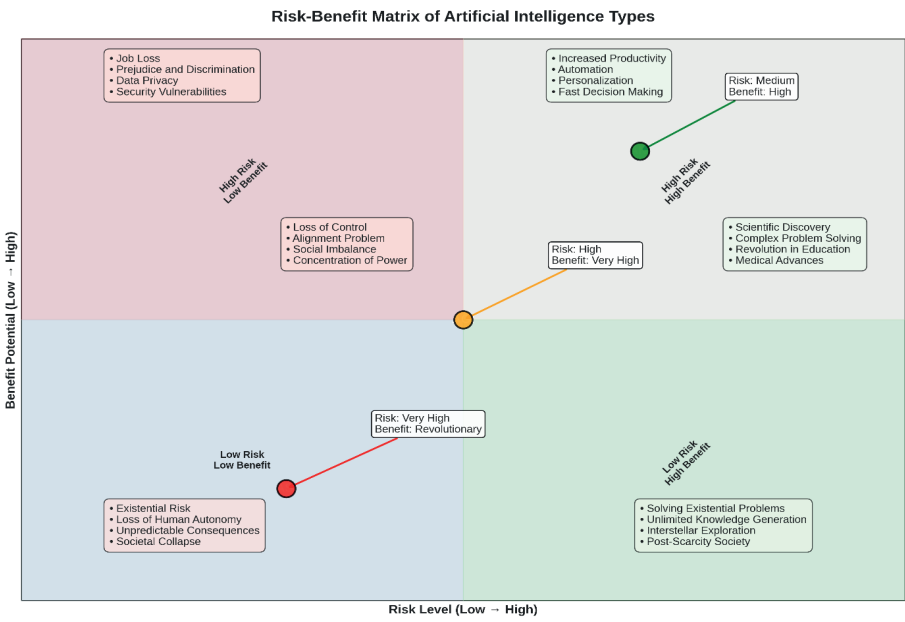 Risk-Benefit Matrix of Artificial Intelligence Types
• Job Loss
• Prejudice and Discrimination
• Data Privacy
• Security Vulnerabilities
• Increased Productivity
• Automation
• Personalization
• Fast Decision Making
Risk: Medium
Benefit: High
High Risk
Low Benefit
High Risk
High Benefit
• Loss of Control
• Alignment Problem
• Social Imbalance
• Concentration of Power
Risk: High
Benefit: Very High
• Scientific Discovery
• Complex Problem Solving
• Revolution in Education
• Medical Advances
Benefit Potential (Low → High)
Risk: Very High
Benefit: Revolutionary
Low Risk
Low Benefit
Low Risk
High Benefit
• Existential Risk
• Loss of Human Autonomy
• Unpredictable Consequences
• Societal Collapse
• Solving Existential Problems
• Unlimited Knowledge Generation
• Interstellar Exploration
• Post-Scarcity Society
Risk Level (Low → High)